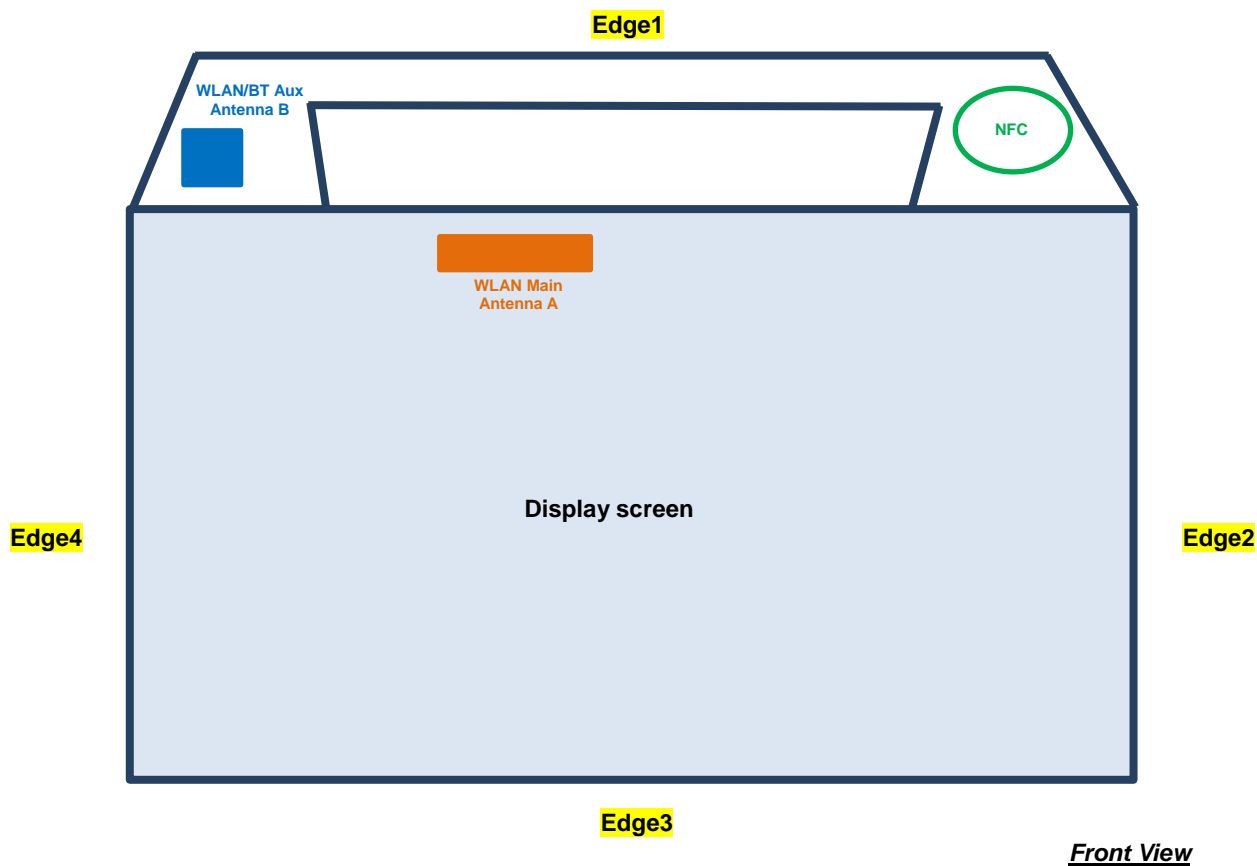 Edge1
WLAN/BT Aux
Antenna B
NFC
WLAN Main
Antenna A
Display screen
Edge4
Edge2
Edge3
Front View